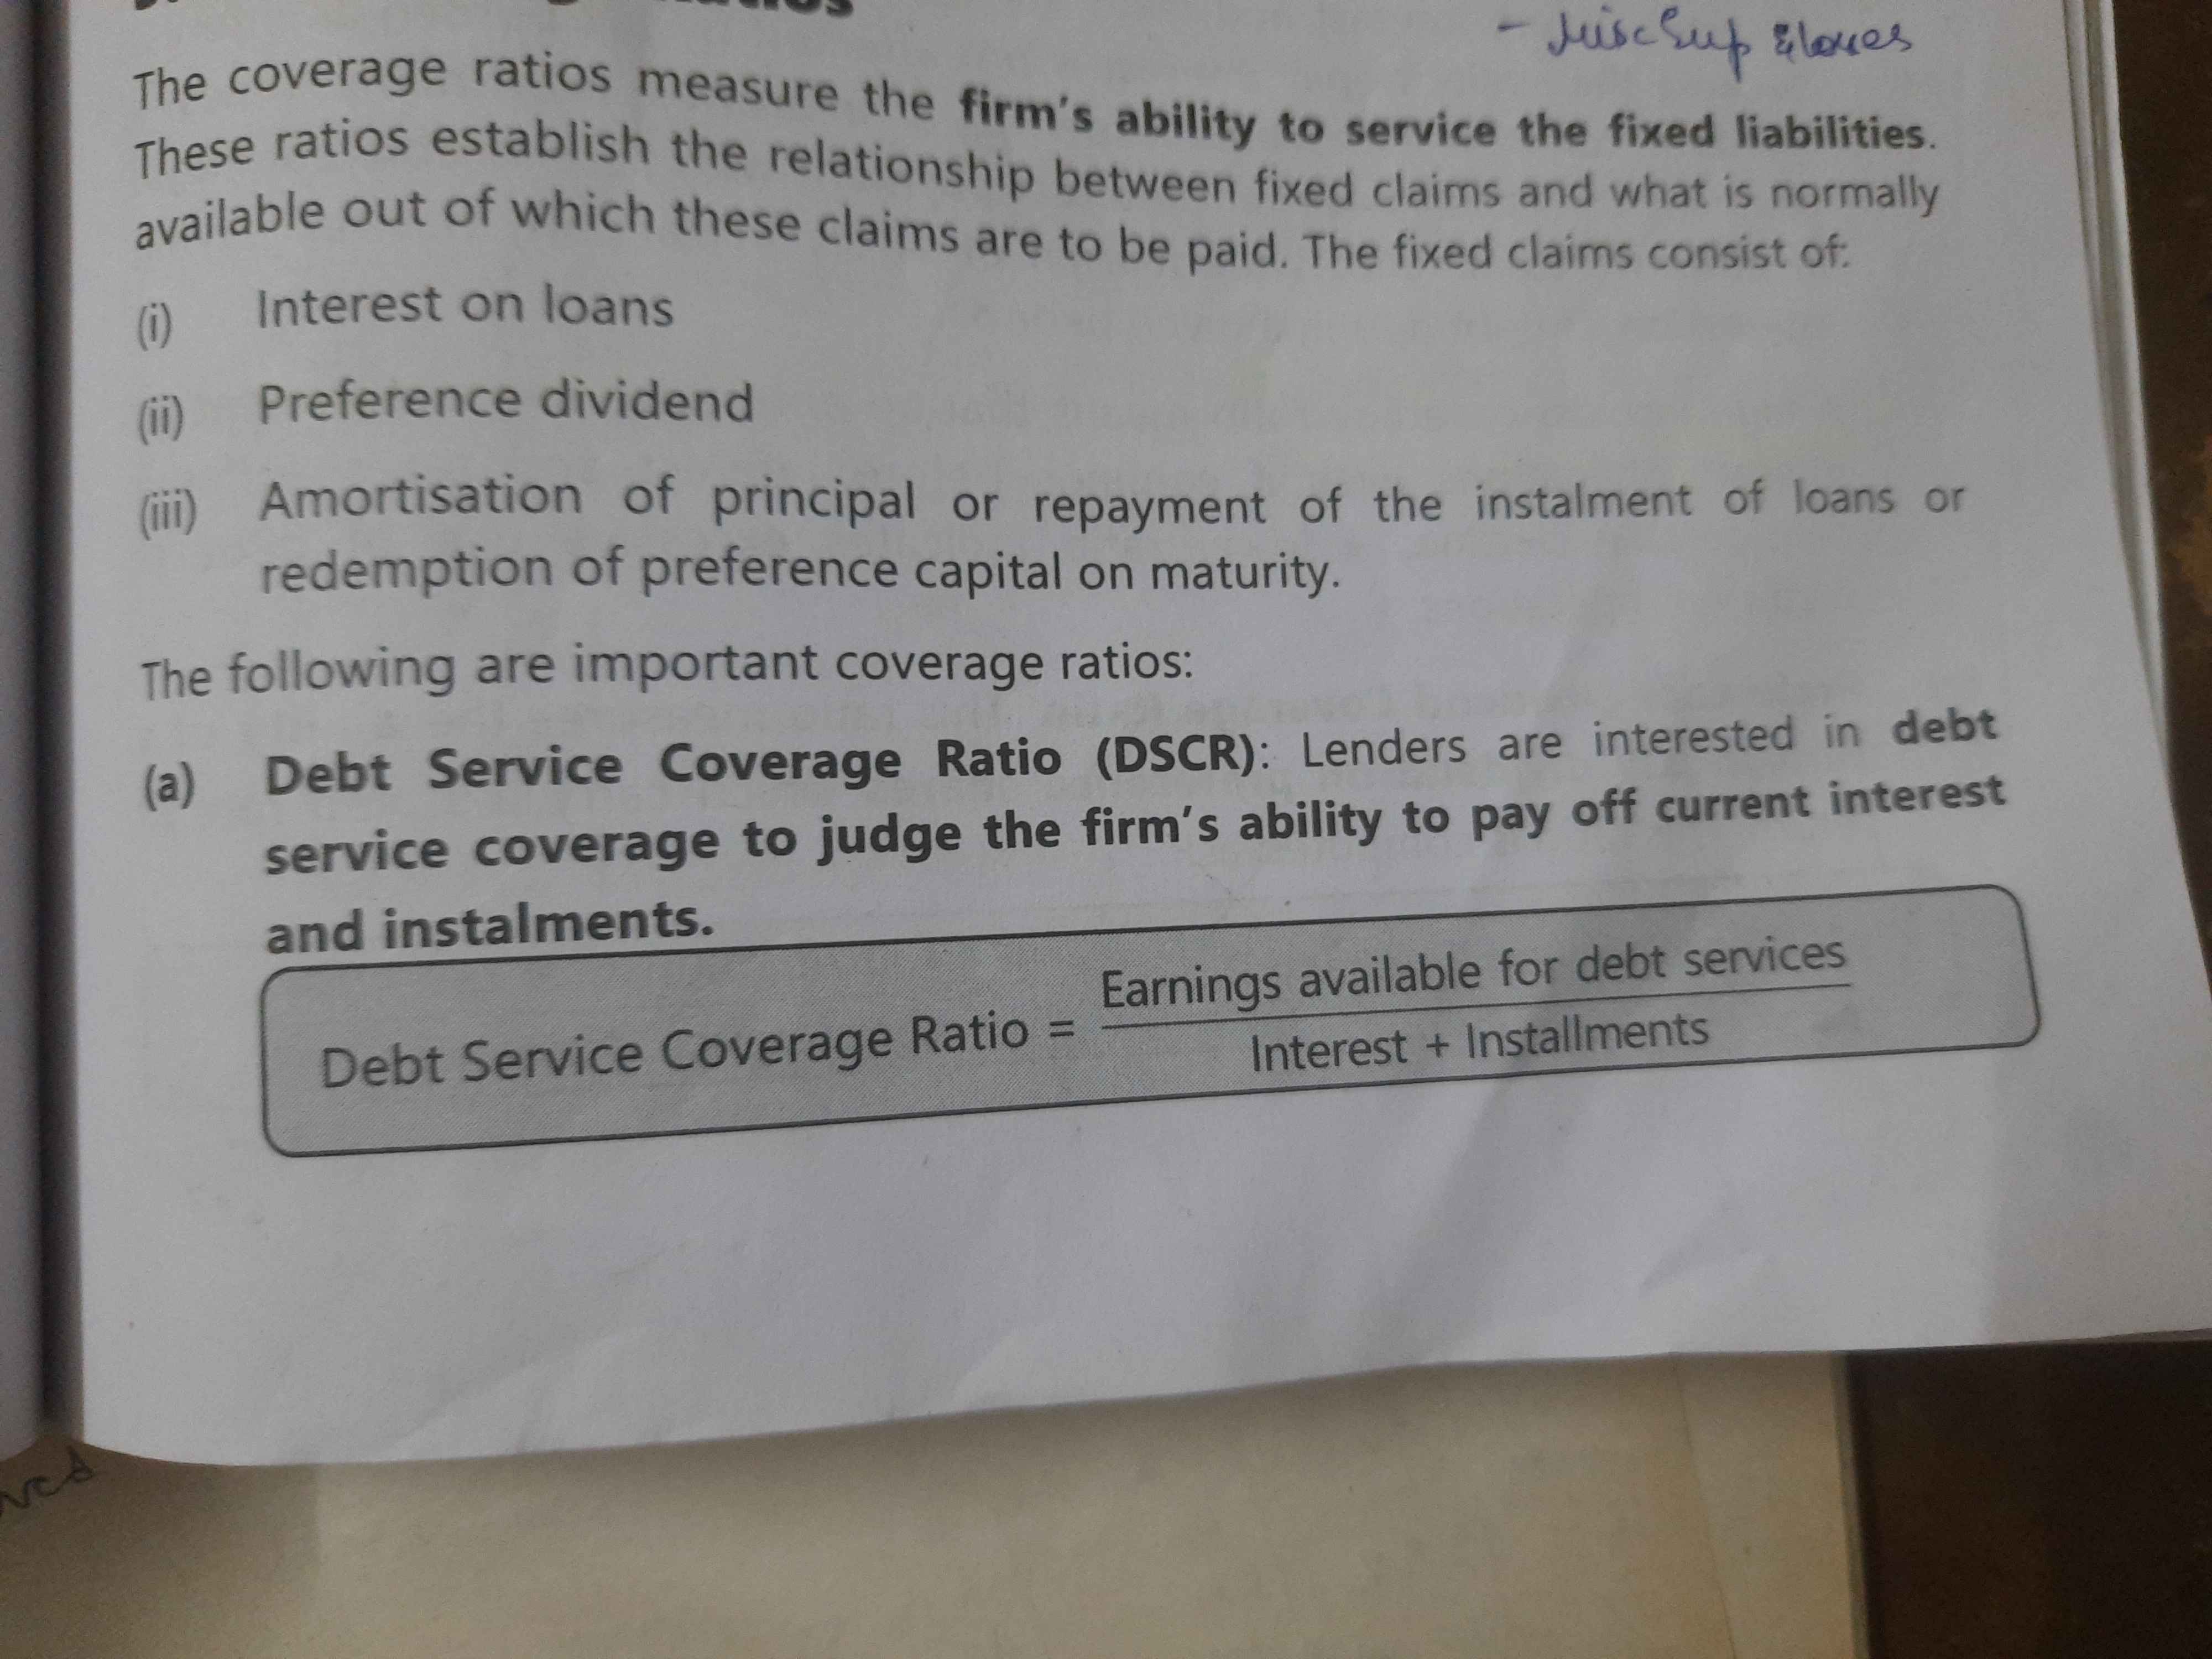 The coverage ratios measure the firm's ability to service the fixed liabilities.
These ratios establish the relationship between fixed claims and what is normally
available out of which these claims are to be paid. The fixed claims consist of:
(i) Interest on loans
(ii) Preference dividend
(iii) Amortisation of principal or repayment of the instalment of loans or
redemption of preference capital on maturity.
The following are important coverage ratios:
(a) Debt Service Coverage Ratio (DSCR): Lenders are interested in debt
service coverage to judge the firm's ability to pay off current interest
and instalments.
Debt Service Coverage Ratio = Earnings available for debt services
Interest + Installments